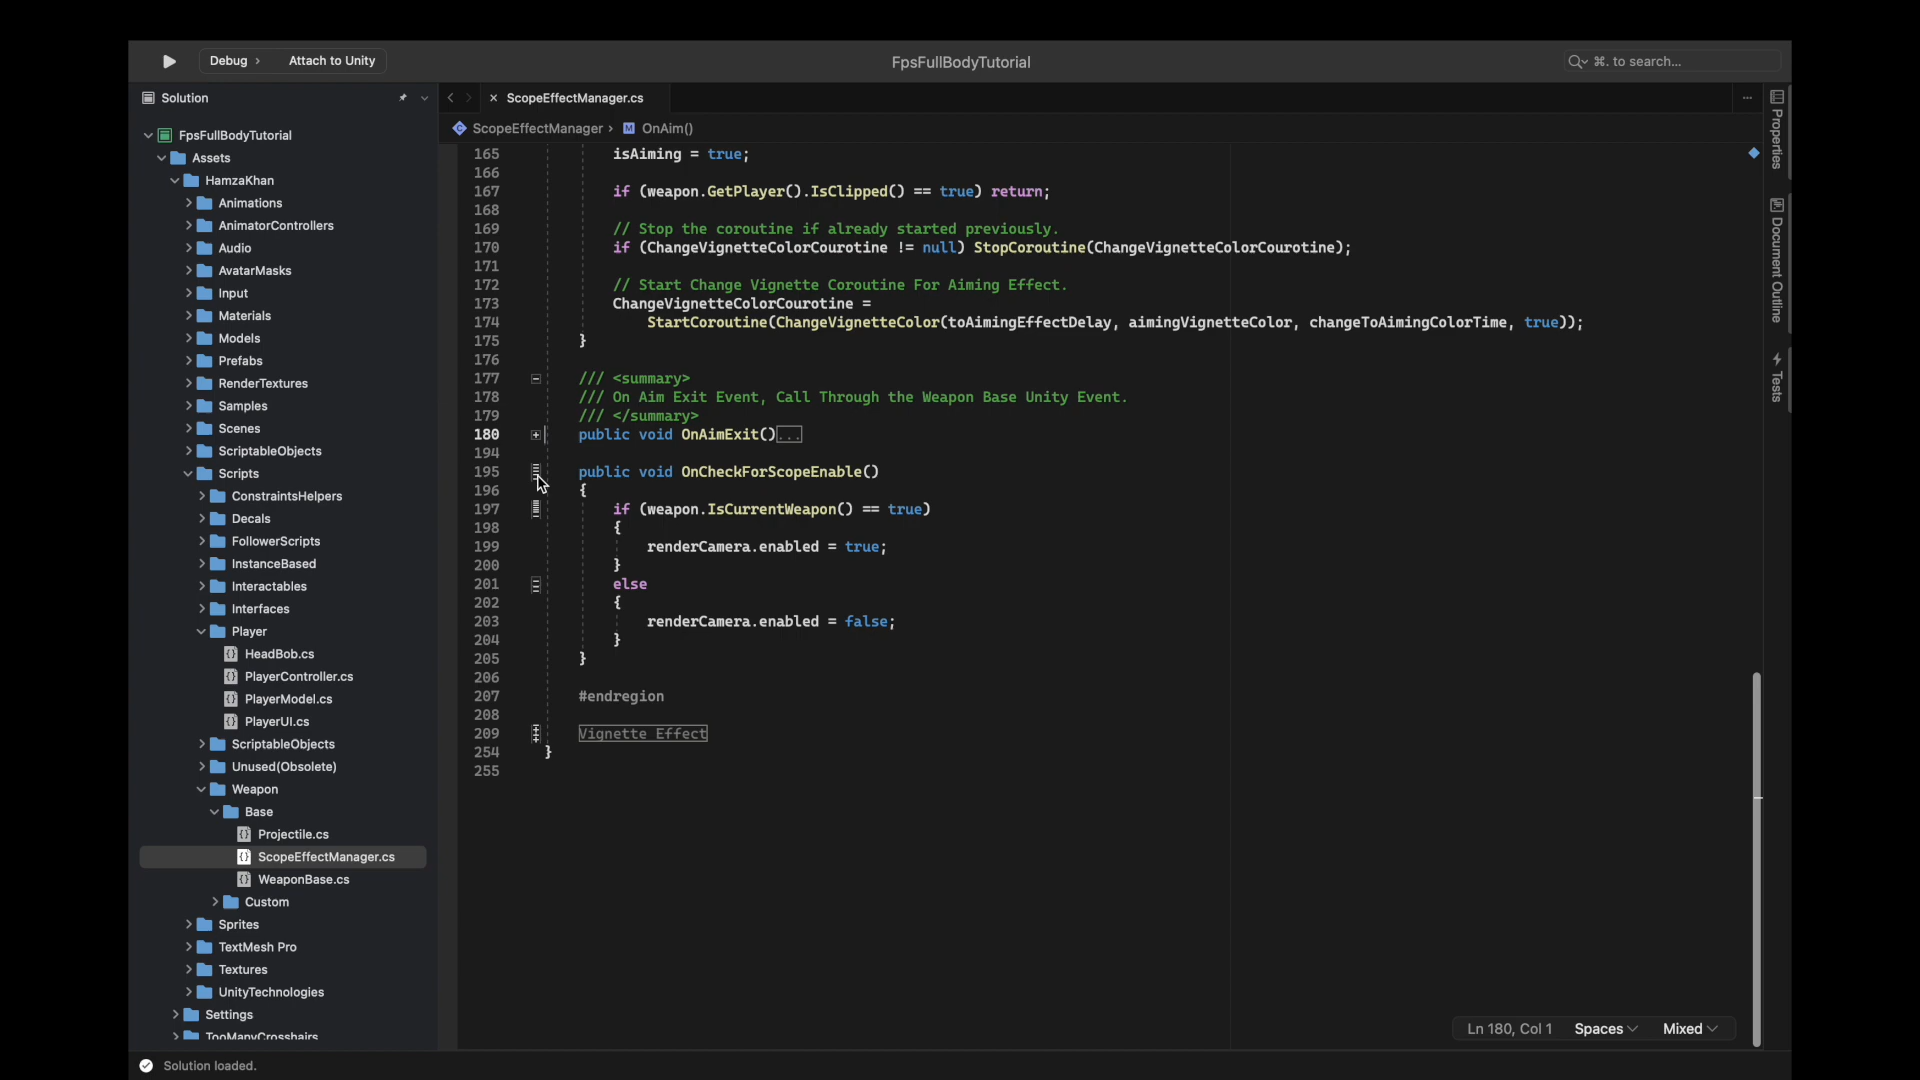 Debug › Attach to Unity
FpsFullBodyTutorial
⌘. to search...
Solution
FpsFullBodyTutorial
Assets
HamzaKhan
Animations
AnimatorControllers
Audio
AvatarMasks
Input
Materials
Models
Prefabs
RenderTextures
Samples
Scenes
ScriptableObjects
Scripts
ConstraintsHelpers
Decals
FollowerScripts
InstanceBased
Interactables
Interfaces
Player
HeadBob.cs
PlayerController.cs
PlayerModel.cs
PlayerUI.cs
ScriptableObjects
Unused(Obsolete)
Weapon
Base
Projectile.cs
ScopeEffectManager.cs
WeaponBase.cs
Custom
Sprites
TextMesh Pro
Textures
UnityTechnologies
Settings
TooManyCrosshairs
ScopeEffectManager.cs
ScopeEffectManager › M OnAim()
165 isAiming = true;
166
167 if (weapon.GetPlayer().IsClipped() == true) return;
168
169 // Stop the coroutine if already started previously.
170 if (ChangeVignetteColorCourotine != null) StopCoroutine(ChangeVignetteColorCourotine);
171
172 // Start Change Vignette Coroutine For Aiming Effect.
173 ChangeVignetteColorCourotine =
174 StartCoroutine(ChangeVignetteColor(toAimingEffectDelay, aimingVignetteColor, changeToAimingColorTime, true));
175 }
176
177 /// <summary>
178 /// On Aim Exit Event, Call Through the Weapon Base Unity Event.
179 /// </summary>
180 public void OnAimExit()...
194
195 public void OnCheckForScopeEnable()
196 {
197 if (weapon.IsCurrentWeapon() == true)
198 {
199 renderCamera.enabled = true;
200 }
201 else
202 {
203 renderCamera.enabled = false;
204 }
205 }
206
207 #endregion
208
209 Vignette Effect
254 }
255
Properties
Document Outline
Tests
Ln 180, Col 1 Spaces Mixed
Solution loaded.